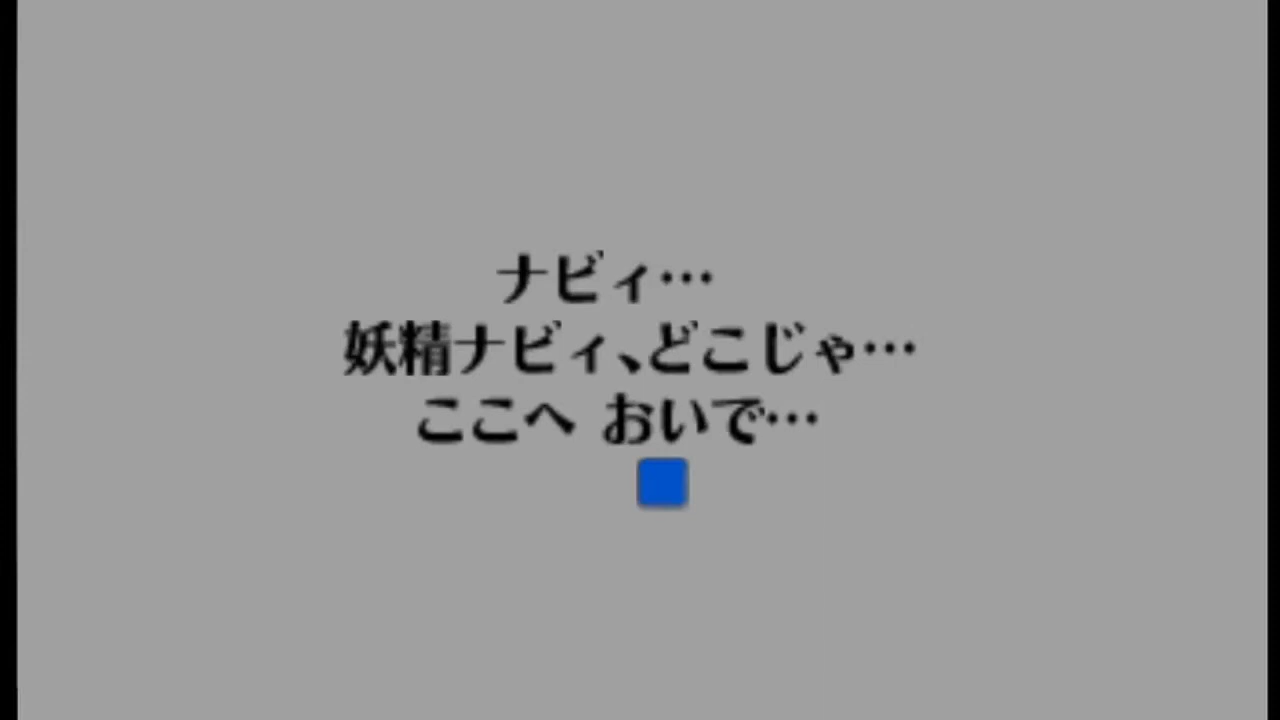 ナビィ…
妖精ナビィ、どこじゃ…
ここへ おいで…